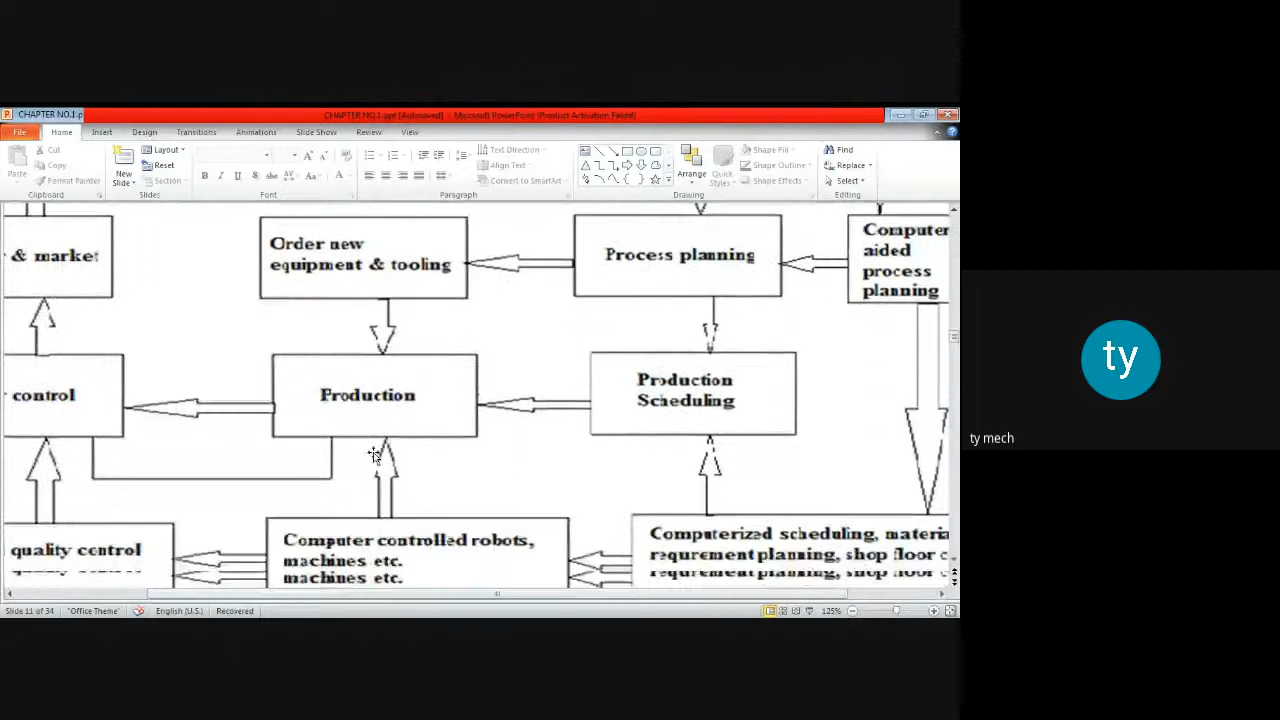 CHAPTER NO.1.p
CHAPTER NO.1.ppt [Autosaved] - Microsoft PowerPoint (Product Activation Failed)
File Home Insert Design Transitions Animations Slide Show Review View
Paste
Cut
Copy
Format Painter
Clipboard
New
Slide
Layout
Reset
Section
Slides
B I U S abc AV Aa A
Font
Text Direction
Align Text
Convert to SmartArt
Paragraph
Arrange
Quick
Styles
Shape Fill
Shape Outline
Shape Effects
Drawing
Find
Replace
Select
Editing
& market
Order new
equipment & tooling
Process planning
Computer
aided
process
planning
control
Production
Production
Scheduling
quality control
Computer controlled robots,
machines etc.
machines etc.
Computerized scheduling, materia
requrement planning, shop floor c
requrement planning, shop floor c
Slide 11 of 34 "Office Theme" English (U.S.) Recovered 125%
ty
ty mech